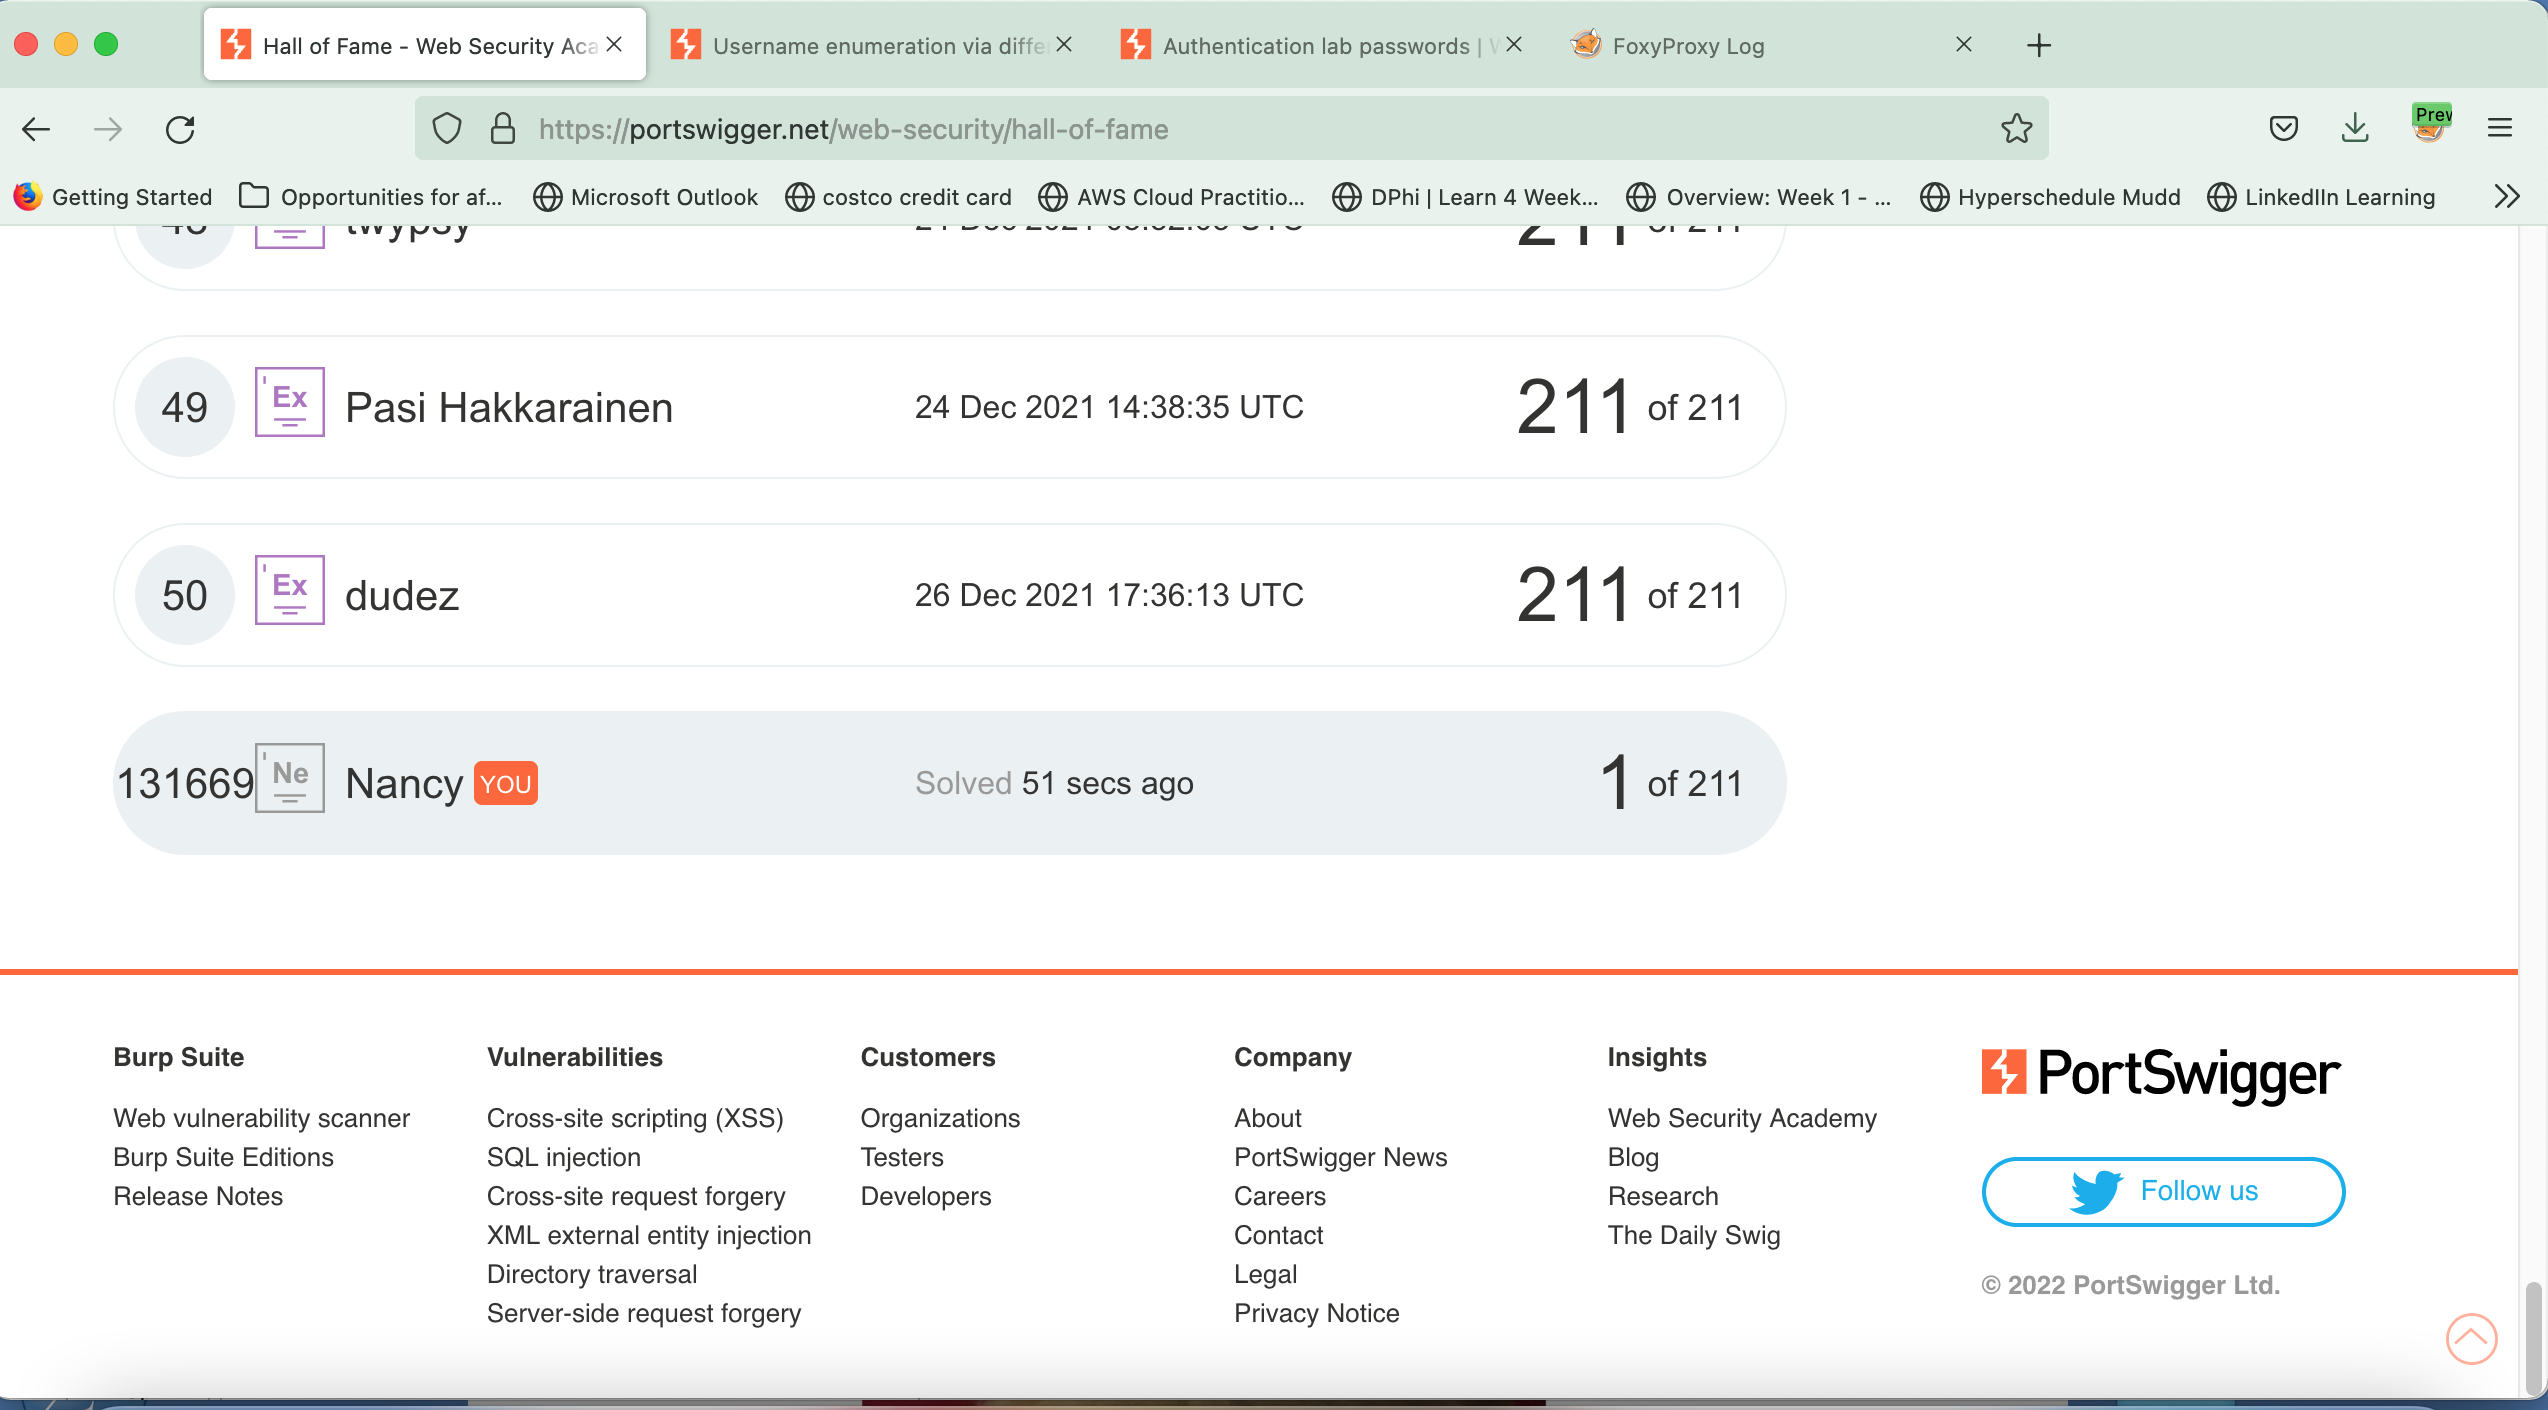 Hall of Fame - Web Security Aca
Username enumeration via diffe
Authentication lab passwords |
FoxyProxy Log
https://portswigger.net/web-security/hall-of-fame
Prev
Getting Started
Opportunities for af...
Microsoft Outlook
costco credit card
AWS Cloud Practitio...
DPhi | Learn 4 Week...
Overview: Week 1 - ...
Hyperschedule Mudd
LinkedIIn Learning
48 twypsy 211 of 211
49 Ex Pasi Hakkarainen 24 Dec 2021 14:38:35 UTC 211 of 211
50 Ex dudez 26 Dec 2021 17:36:13 UTC 211 of 211
131669 Ne Nancy YOU Solved 51 secs ago 1 of 211
Burp Suite
Web vulnerability scanner
Burp Suite Editions
Release Notes
Vulnerabilities
Cross-site scripting (XSS)
SQL injection
Cross-site request forgery
XML external entity injection
Directory traversal
Server-side request forgery
Customers
Organizations
Testers
Developers
Company
About
PortSwigger News
Careers
Contact
Legal
Privacy Notice
Insights
Web Security Academy
Blog
Research
The Daily Swig
PortSwigger
Follow us
© 2022 PortSwigger Ltd.